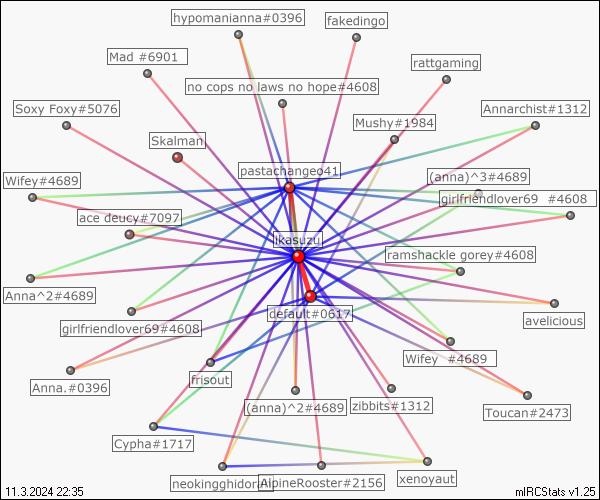 hypomanianna#0396
fakedingo
Mad #6901
rattgaming
no cops no laws no hope#4608
Soxy Foxy#5076
Annarchist#1312
Mushy#1984
Skalman
pastachangeo41
(anna)^3#4689
Wifey#4689
girlfriendlover69 #4608
ace deucy#7097
ikasuzu
ramshackle gorey#4608
Anna^2#4689
default#0617
avelicious
girlfriendlover69#4608
Wifey #4689
frisout
Anna.#0396
(anna)^2#4689
zibbits#1312
Toucan#2473
Cypha#1717
neokingghidorah
AlpineRooster#2156
xenoyaut
11.3.2024 22:35
mIRCStats v1.25